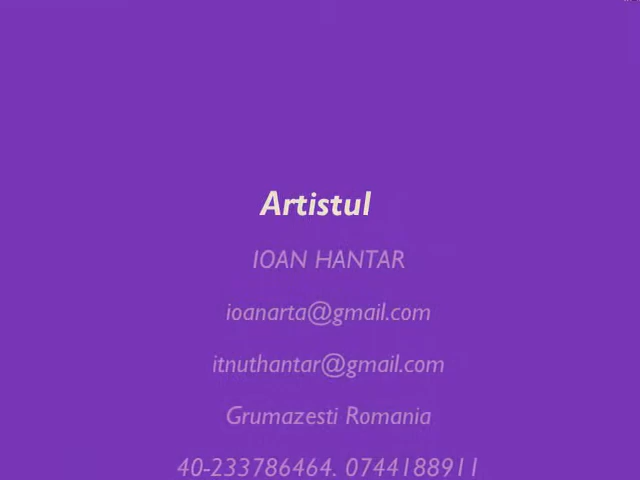 Artistul
IOAN HANTAR
ioanarta@gmail.com
itnuthantar@gmail.com
Grumazesti Romania
40-233786464. 0744188911